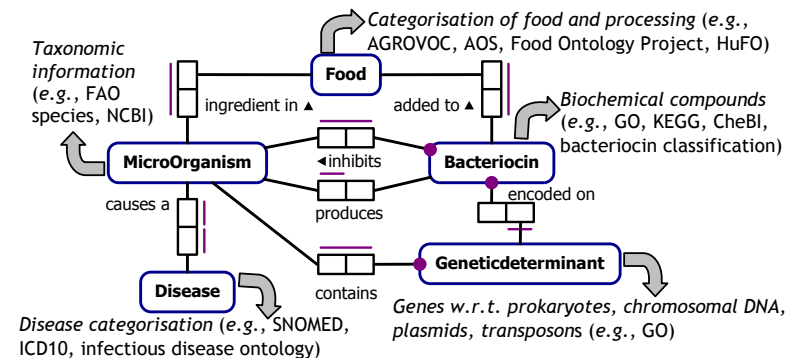 Categorisation of food and processing (e.g.,
AGROVOC, AOS, Food Ontology Project, HuFO)
Taxonomic
information
(e.g., FAO
species, NCBI)
Food
ingredient in ▲
added to ▲
Biochemical compounds
(e.g., GO, KEGG, CheBI,
bacteriocin classification)
MicroOrganism
◄inhibits
Bacteriocin
causes a
produces
encoded on
Geneticdeterminant
Disease
contains
Genes w.r.t. prokaryotes, chromosomal DNA,
plasmids, transposons (e.g., GO)
Disease categorisation (e.g., SNOMED,
ICD10, infectious disease ontology)